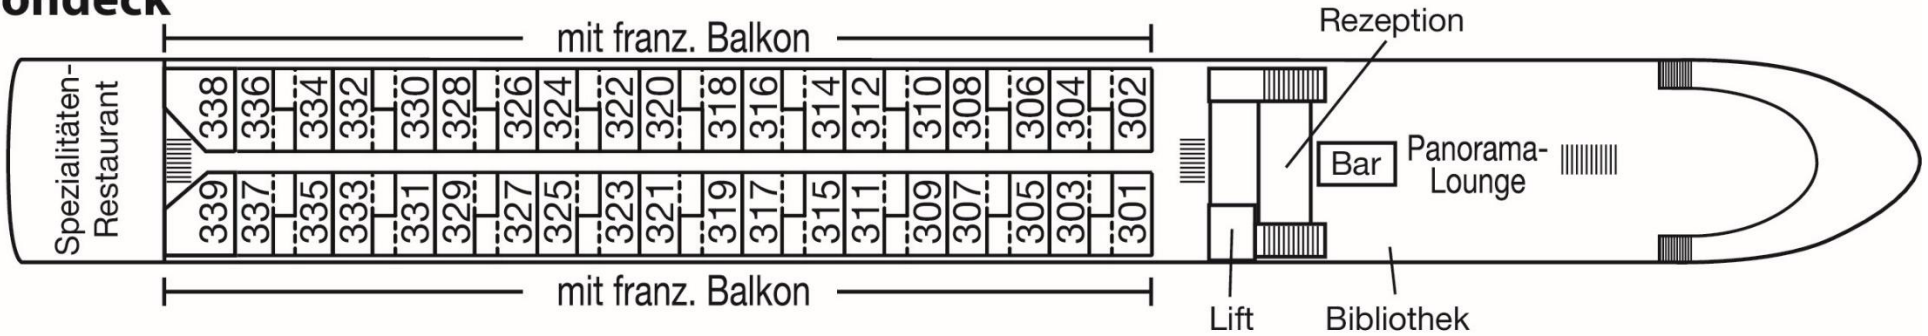 ondeck
mit franz. Balkon
Rezeption
338 336 334 332 330 328 326 324 322 320 318 316 314 312 310 308 306 304 302
Spezialitäten-
Restaurant
Bar
Panorama-
Lounge
339 337 335 333 331 329 327 325 323 321 319 317 315 311 309 307 305 303 301
mit franz. Balkon
Lift
Bibliothek